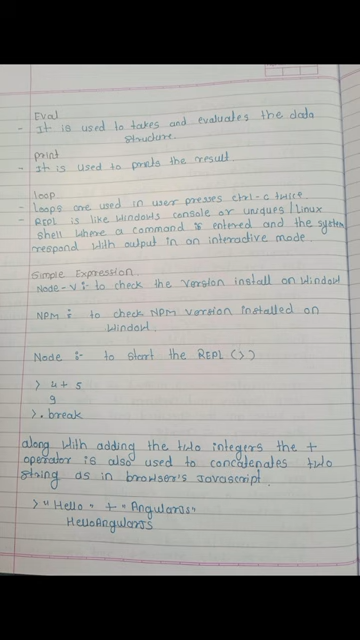 Eval
- It is used to takes and evaluates the data
structure.
print
- It is used to prints the result
loop
- Loops are used in user presses ctrl-c twice
- REPL is like Windows console or uniques / Linux
shell where a command is entered and the system
respond with output in an interactive mode.
Simple Expression
Node -v :- to check the version install on Window
NPM :- to check NPM version installed on
Window.
Node :- to start the REPL (>)
> 4 + 5
9
> . break
along with adding the two integers the +
operator is also used to concatenates two
string as in browser's Javascript.
> "Hello" + "AngularJS"
HelloAngularJS